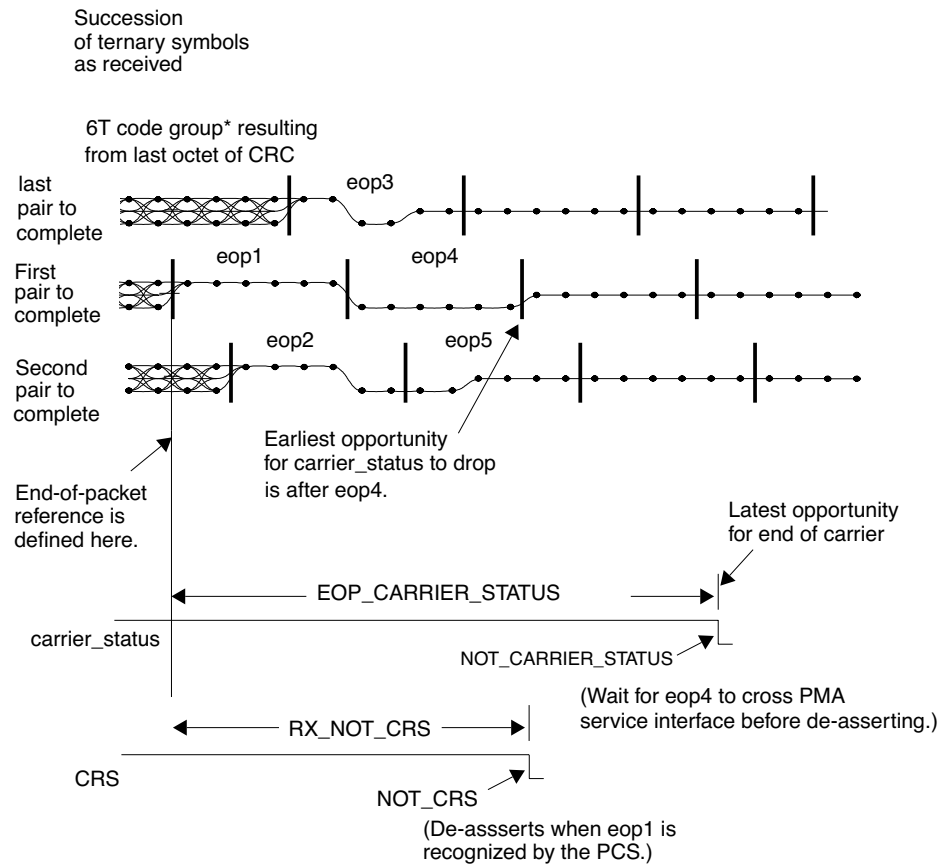 Succession
of ternary symbols
as received
6T code group* resulting
from last octet of CRC
last
pair to
complete
eop3
First
pair to
complete
eop1
eop4
Second
pair to
complete
eop2
eop5
Earliest opportunity
for carrier_status to drop
is after eop4.
End-of-packet
reference is
defined here.
Latest opportunity
for end of carrier
EOP_CARRIER_STATUS
carrier_status
NOT_CARRIER_STATUS
(Wait for eop4 to cross PMA
service interface before de-asserting.)
RX_NOT_CRS
CRS
NOT_CRS
(De-assserts when eop1 is
recognized by the PCS.)